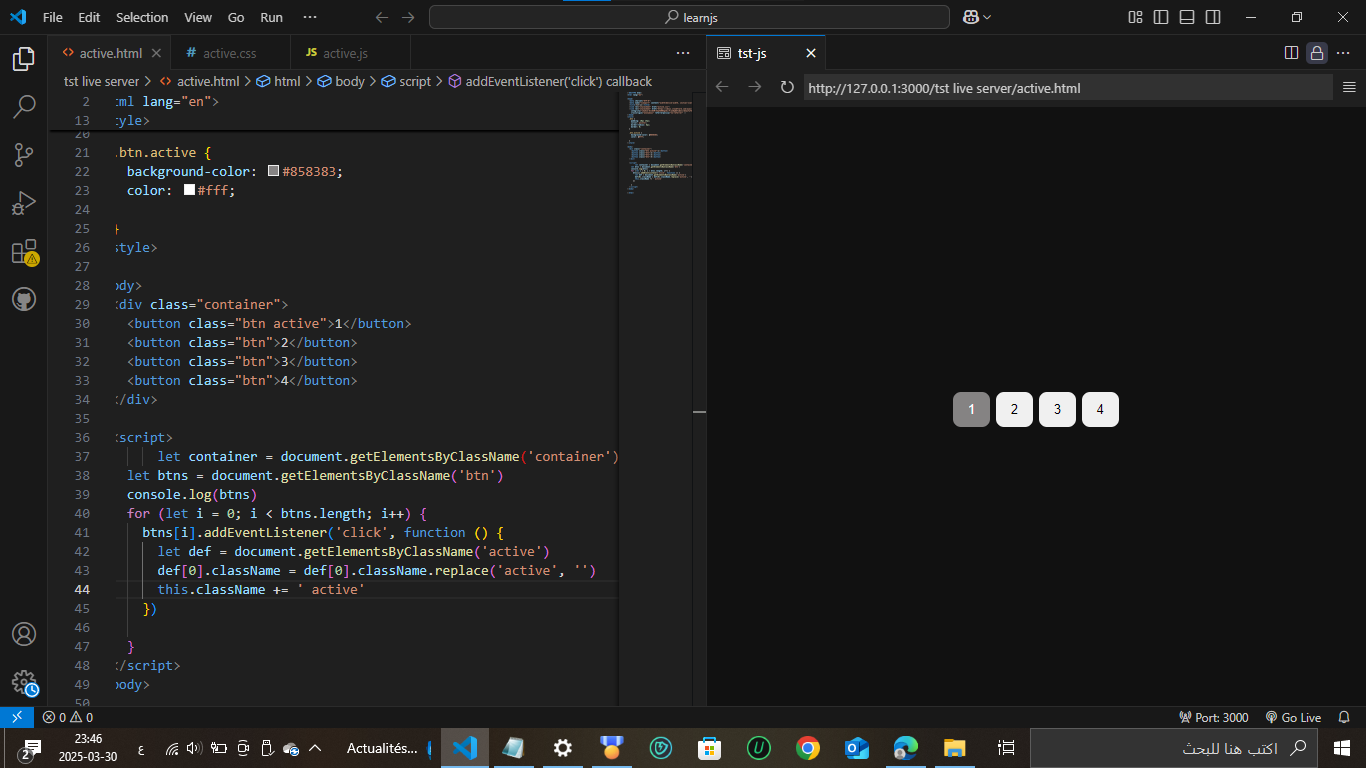 File Edit Selection View Go Run ···
learnjs
active.html
active.css
JS active.js
tst-js
tst live server > active.html > html > body > script > addEventListener('click') callback
http://127.0.0.1:3000/tst live server/active.html
2 tml lang="en">
13 tyle>
20
21 .btn.active {
22 background-color: #858383;
23 color: #fff;
24
25 }
26 style>
27
28 ody>
29 div class="container">
30 <button class="btn active">1</button>
31 <button class="btn">2</button>
32 <button class="btn">3</button>
33 <button class="btn">4</button>
34 </div>
35
36 <script>
37 let container = document.getElementsByClassName('container')
38 let btns = document.getElementsByClassName('btn')
39 console.log(btns)
40 for (let i = 0; i < btns.length; i++) {
41 btns[i].addEventListener('click', function () {
42 let def = document.getElementsByClassName('active')
43 def[0].className = def[0].className.replace('active', '')
44 this.className += ' active'
45 })
46
47 }
48 </script>
49 body>
50
1 2 3 4
0 0
Port: 3000 Go Live
2
23:46
2025-03-30
ع
Actualités...
اكتب هنا للبحث